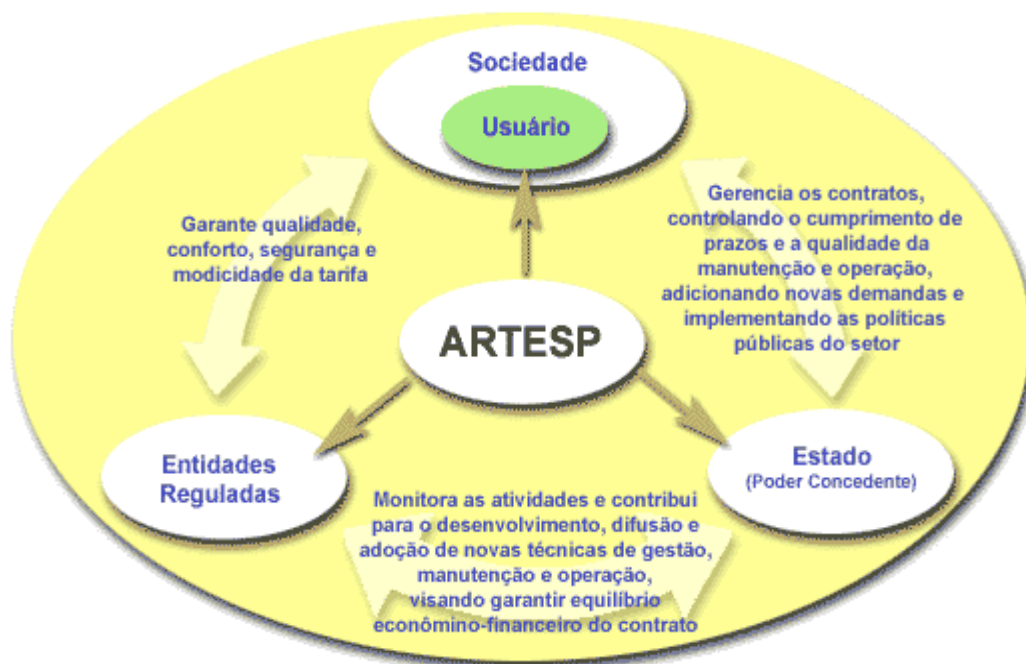 Sociedade
Usuário
Garante qualidade,
conforto, segurança e
modicidade da tarifa
Gerencia os contratos,
controlando o cumprimento de
prazos e a qualidade da
manutenção e operação,
adicionando novas demandas e
implementando as políticas
públicas do setor
ARTESP
Entidades
Reguladas
Estado
(Poder Concedente)
Monitora as atividades e contribui
para o desenvolvimento, difusão e
adoção de novas técnicas de gestão,
manutenção e operação,
visando garantir equilíbrio
econômino-financeiro do contrato